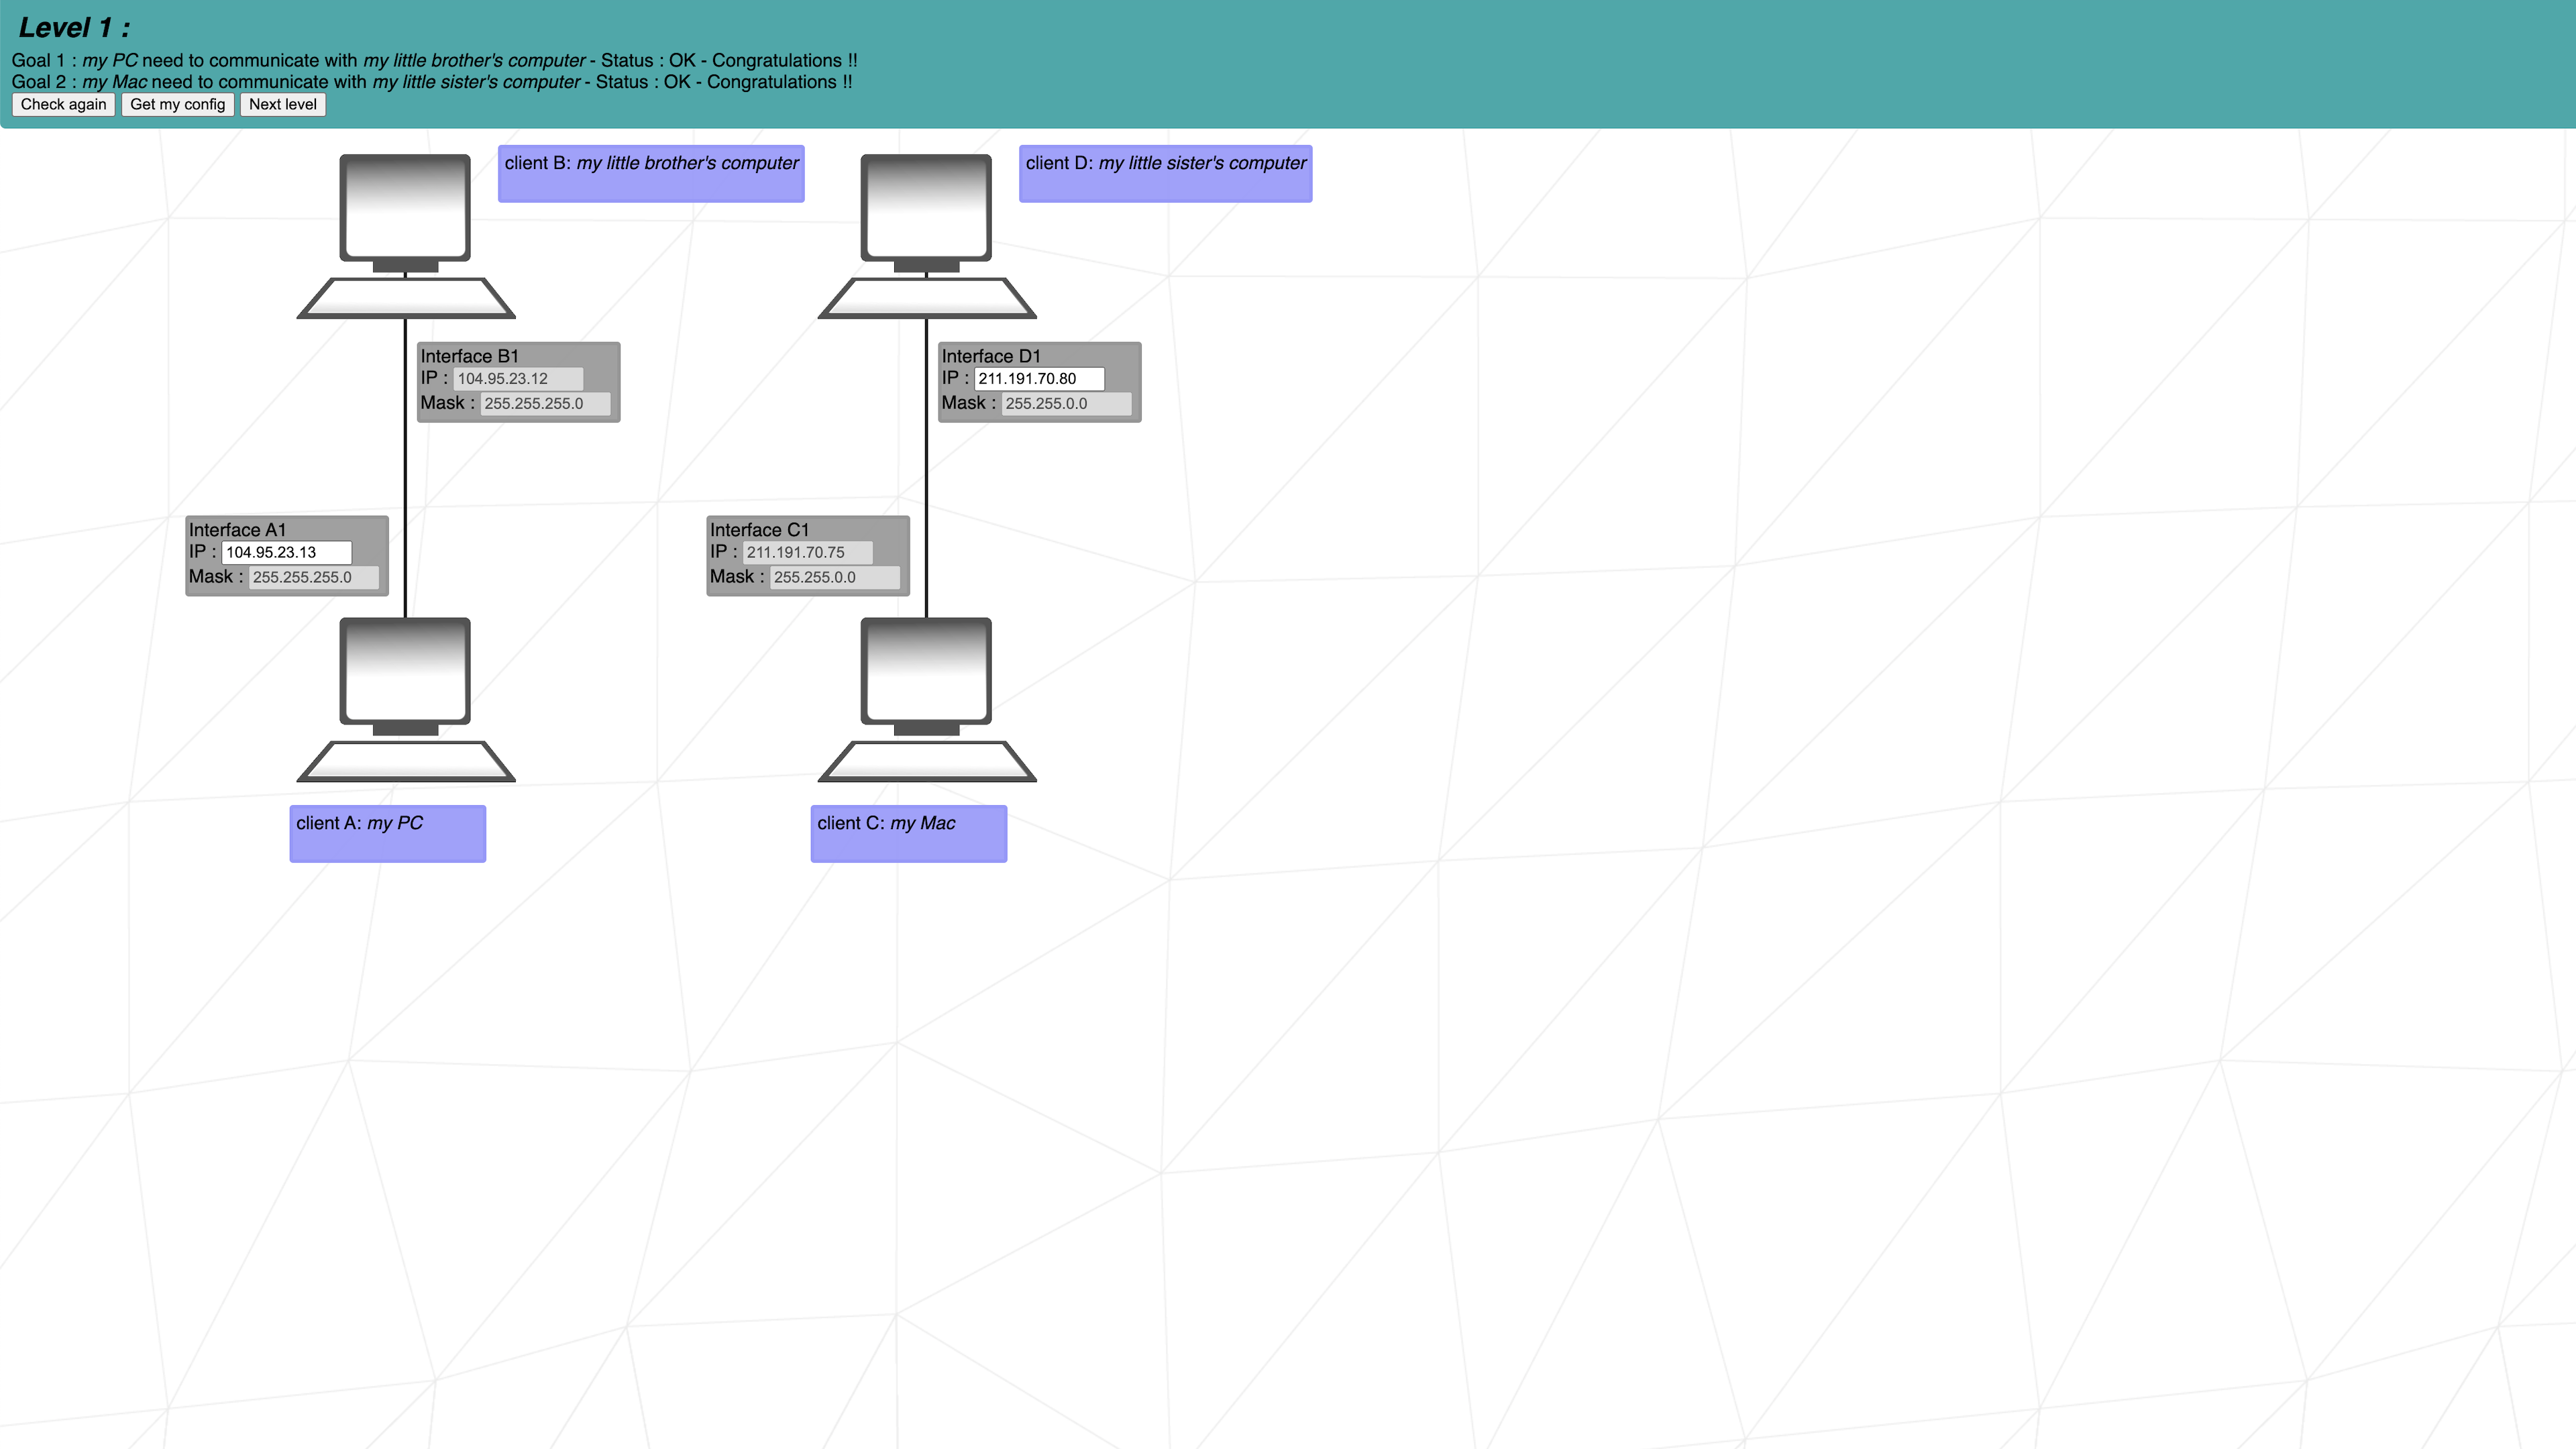 Level 1 :
Goal 1 : my PC need to communicate with my little brother's computer - Status : OK - Congratulations !!
Goal 2 : my Mac need to communicate with my little sister's computer - Status : OK - Congratulations !!
Check again Get my config Next level
client B: my little brother's computer
client D: my little sister's computer
Interface B1
IP : 104.95.23.12
Mask : 255.255.255.0
Interface D1
IP : 211.191.70.80
Mask : 255.255.0.0
Interface A1
IP : 104.95.23.13
Mask : 255.255.255.0
Interface C1
IP : 211.191.70.75
Mask : 255.255.0.0
client A: my PC
client C: my Mac